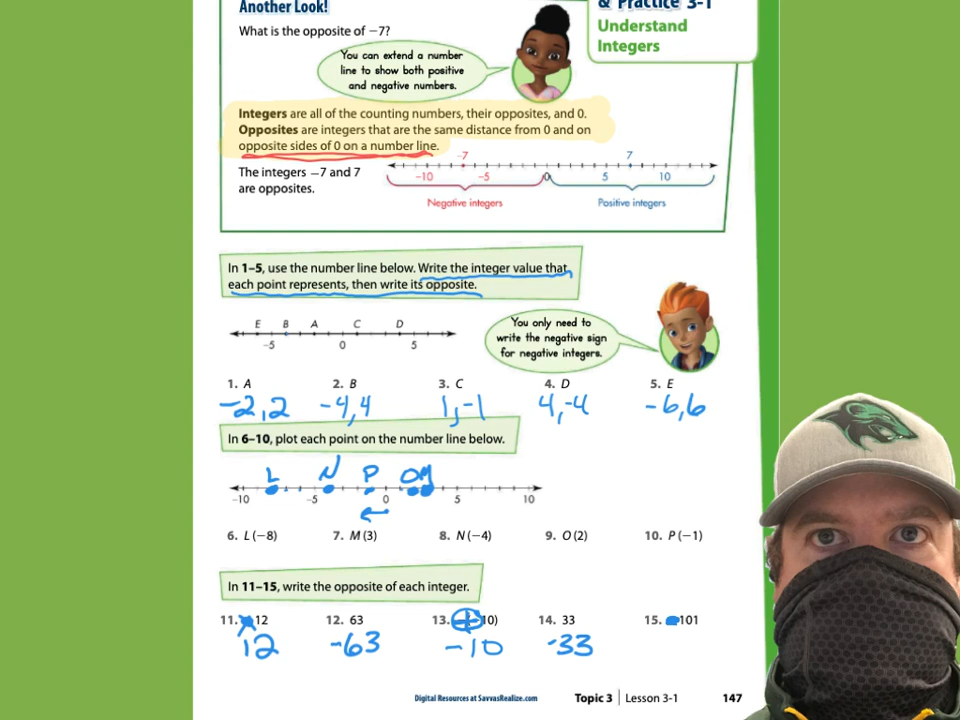 Another Look!
& Practice 3-1
Understand
Integers
What is the opposite of −7?
You can extend a number
line to show both positive
and negative numbers.
Integers are all of the counting numbers, their opposites, and 0.
Opposites are integers that are the same distance from 0 and on
opposite sides of 0 on a number line.
The integers −7 and 7
are opposites.
−7 7
−10 −5 0 5 10
Negative integers Positive integers
In 1–5, use the number line below. Write the integer value that
each point represents, then write its opposite.
E B A C D
−5 0 5
You only need to
write the negative sign
for negative integers.
1. A 2. B 3. C 4. D 5. E
-2,2 -4,4 1,-1 4,-4 -6,6
In 6–10, plot each point on the number line below.
L N P O M
−10 −5 0 5 10
6. L(−8) 7. M(3) 8. N(−4) 9. O(2) 10. P(−1)
In 11–15, write the opposite of each integer.
11. 12 12. 63 13. 10) 14. 33 15. 101
12 -63 -10 -33
Digital Resources at SavvasRealize.com Topic 3 | Lesson 3-1 147